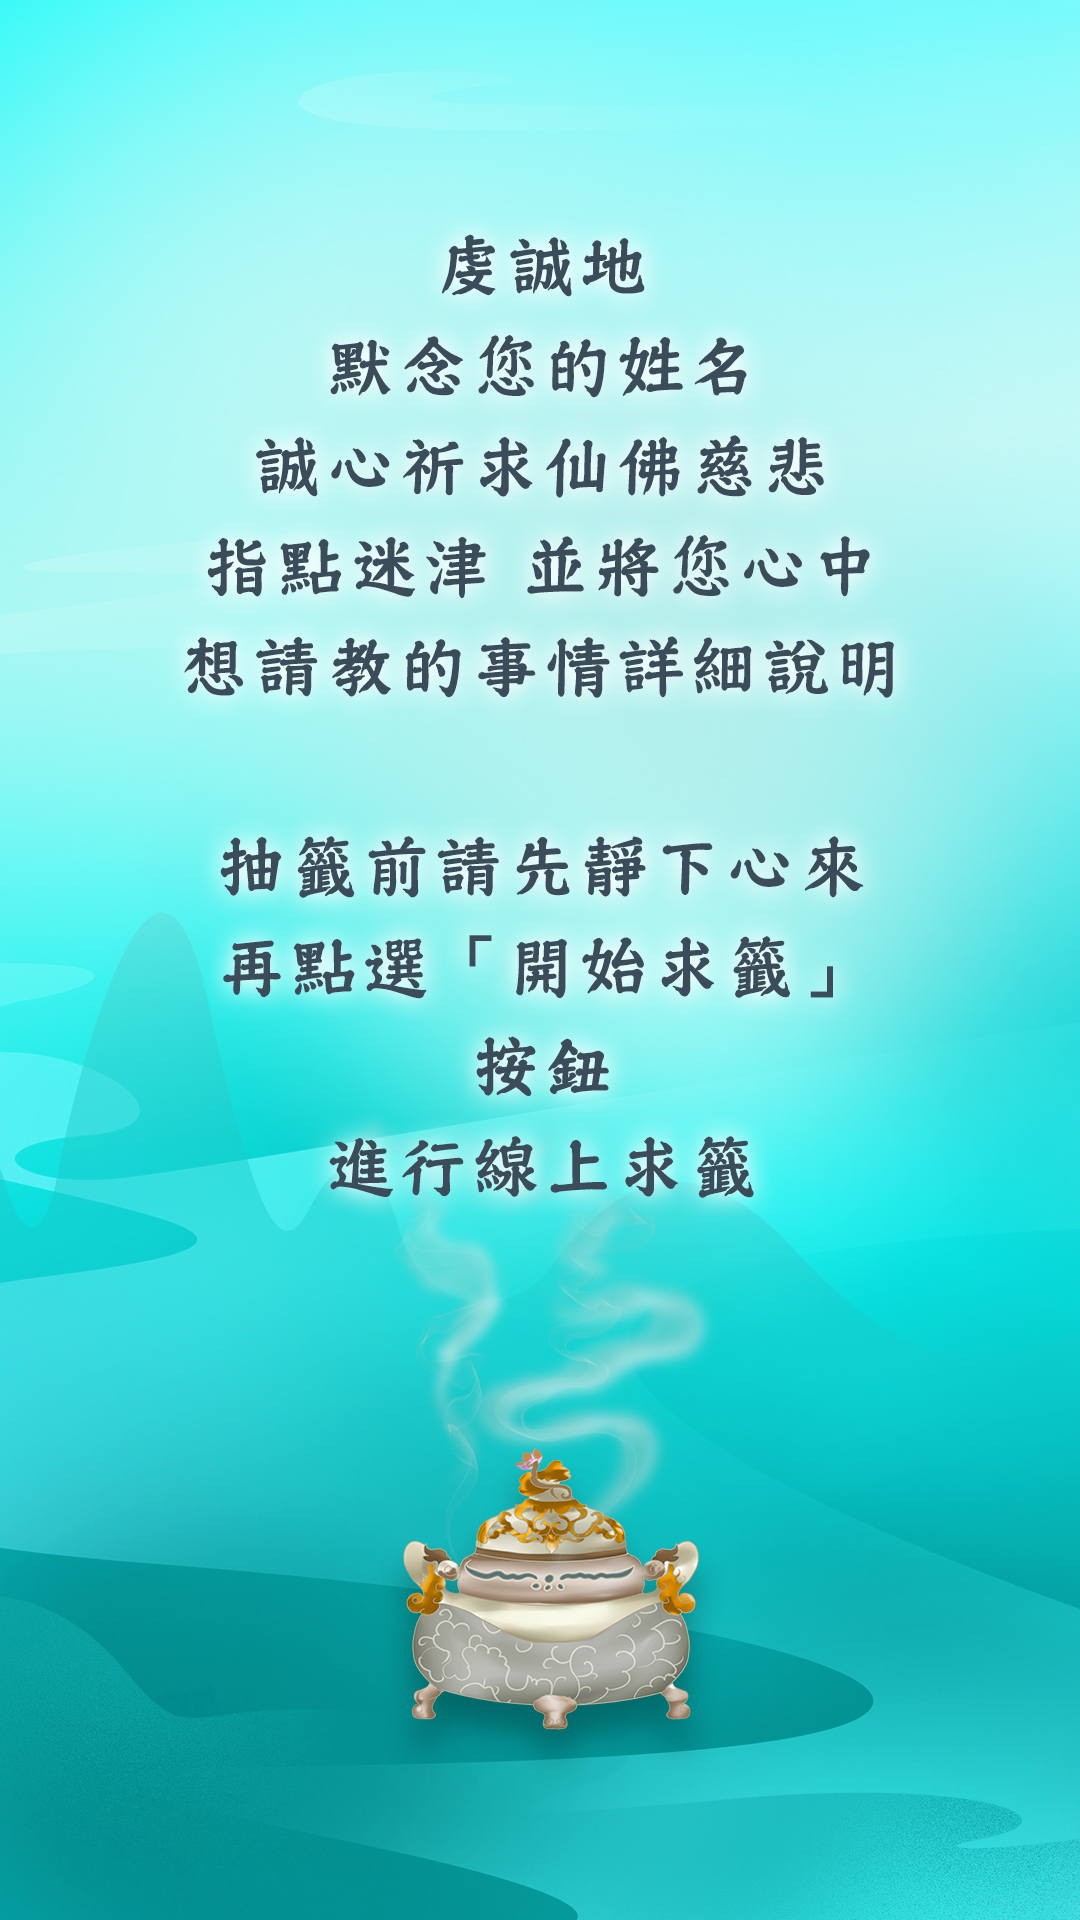 虔誠地
默念您的姓名
誠心祈求仙佛慈悲
指點迷津 並將您心中
想請教的事情詳細說明
抽籤前請先靜下心來
再點選「開始求籤」
按鈕
進行線上求籤